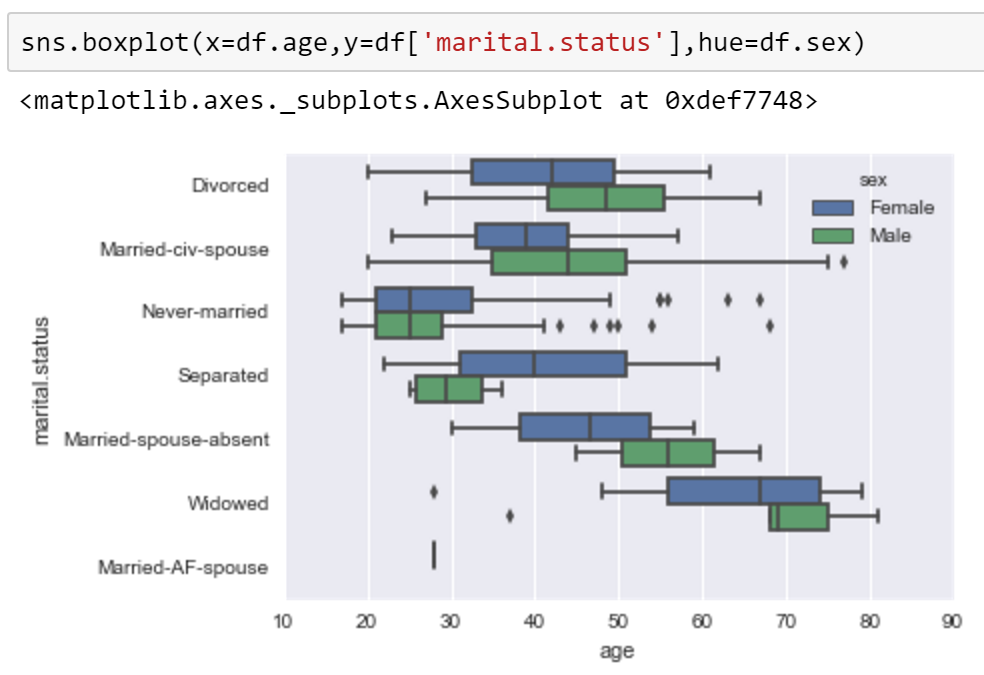 sns.boxplot(x=df.age,y=df['marital.status'],hue=df.sex)
<matplotlib.axes._subplots.AxesSubplot at 0xdef7748>
sex
Female
Male
Divorced
Married-civ-spouse
Never-married
Separated
Married-spouse-absent
Widowed
Married-AF-spouse
marital.status
10 20 30 40 50 60 70 80 90
age